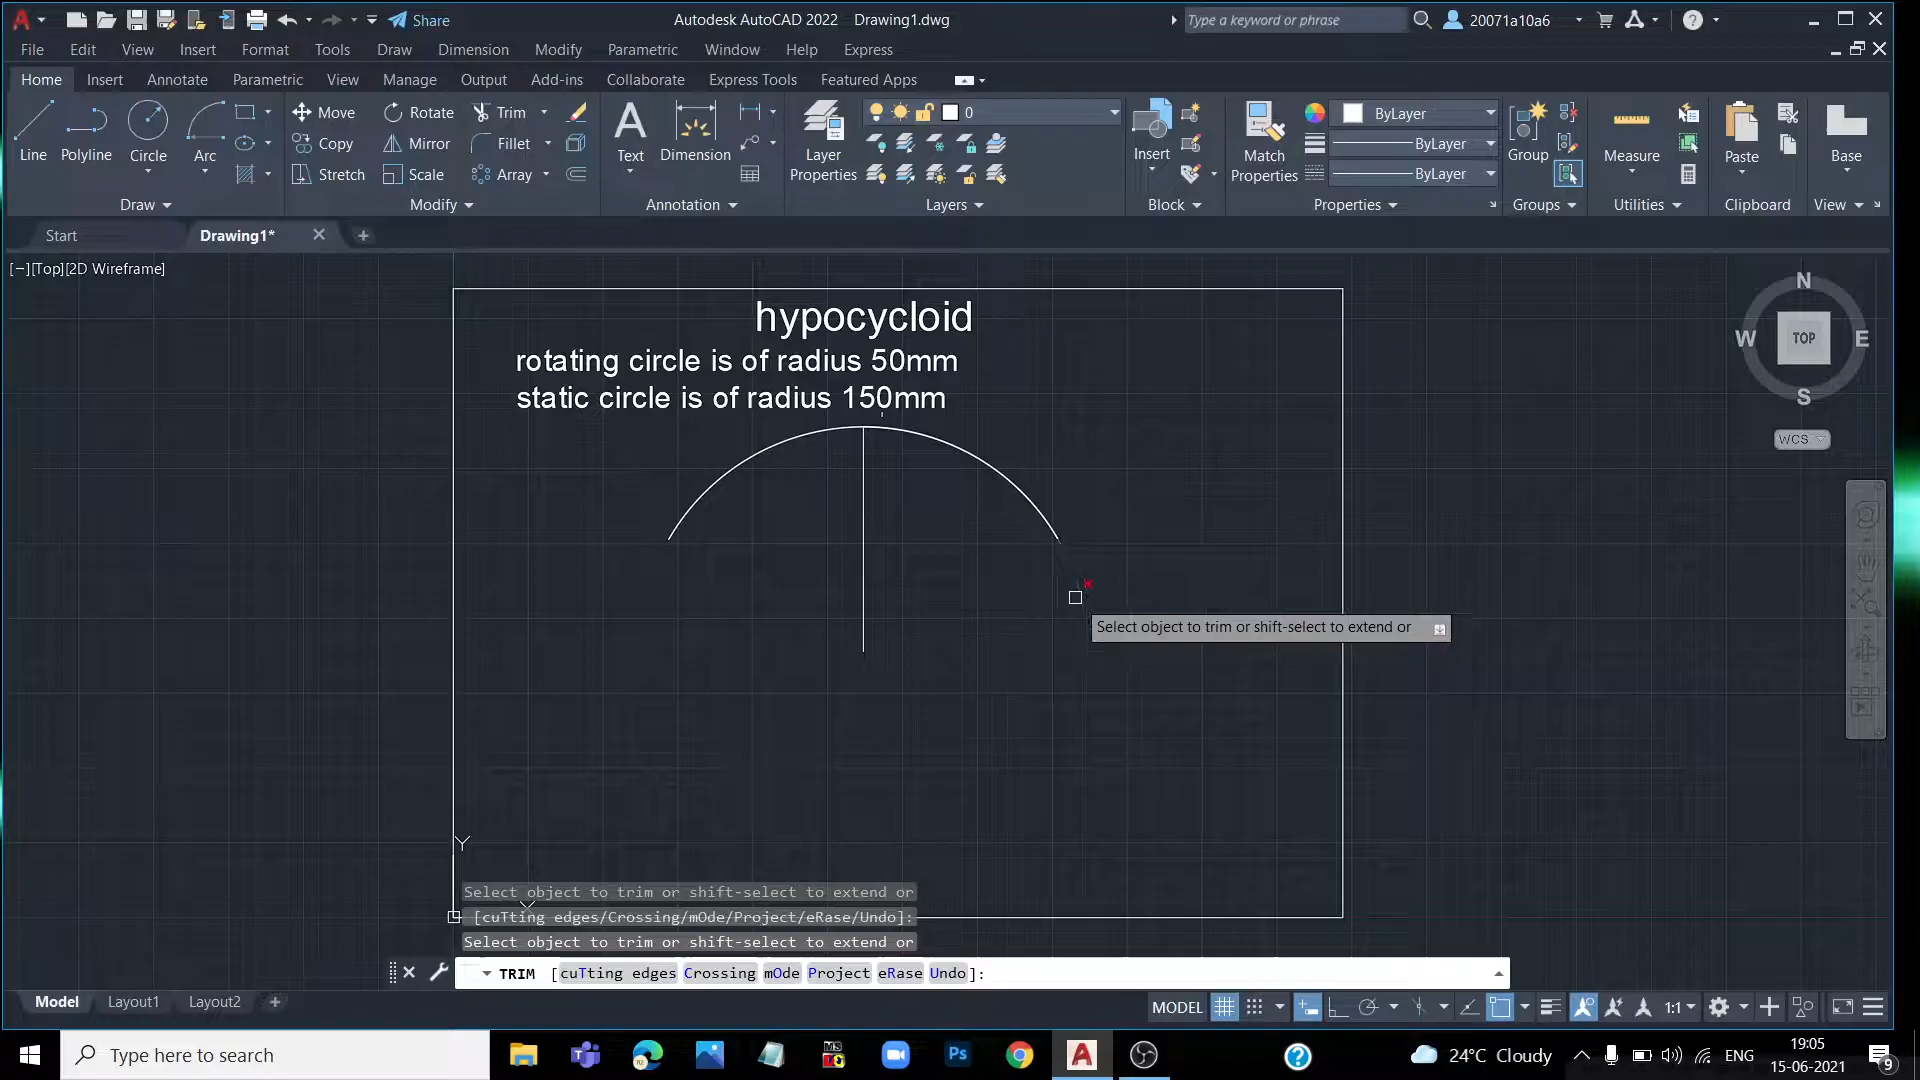 Share
Autodesk AutoCAD 2022 Drawing1.dwg
Type a keyword or phrase
20071a10a6
File Edit View Insert Format Tools Draw Dimension Modify Parametric Window Help Express
Home Insert Annotate Parametric View Manage Output Add-ins Collaborate Express Tools Featured Apps
Line Polyline Circle Arc
Move Rotate Trim
Copy Mirror Fillet
Stretch Scale Array
Text Dimension
Layer Properties
0
Insert
Match Properties
ByLayer
ByLayer
ByLayer
Group
Measure
Paste
Base
Draw Modify Annotation Layers Block Properties Groups Utilities Clipboard View
Start Drawing1*
[−][Top][2D Wireframe]
hypocycloid
rotating circle is of radius 50mm
static circle is of radius 150mm
N
W TOP E
S
WCS
Select object to trim or shift-select to extend or
Y
Select object to trim or shift-select to extend or
[cuTting edges/Crossing/mOde/Project/eRase/Undo]:
Select object to trim or shift-select to extend or
TRIM [cuTting edges Crossing mOde Project eRase Undo]:
Model Layout1 Layout2
MODEL
1:1
Type here to search
Ps
24°C Cloudy
ENG
19:05
15-06-2021
9